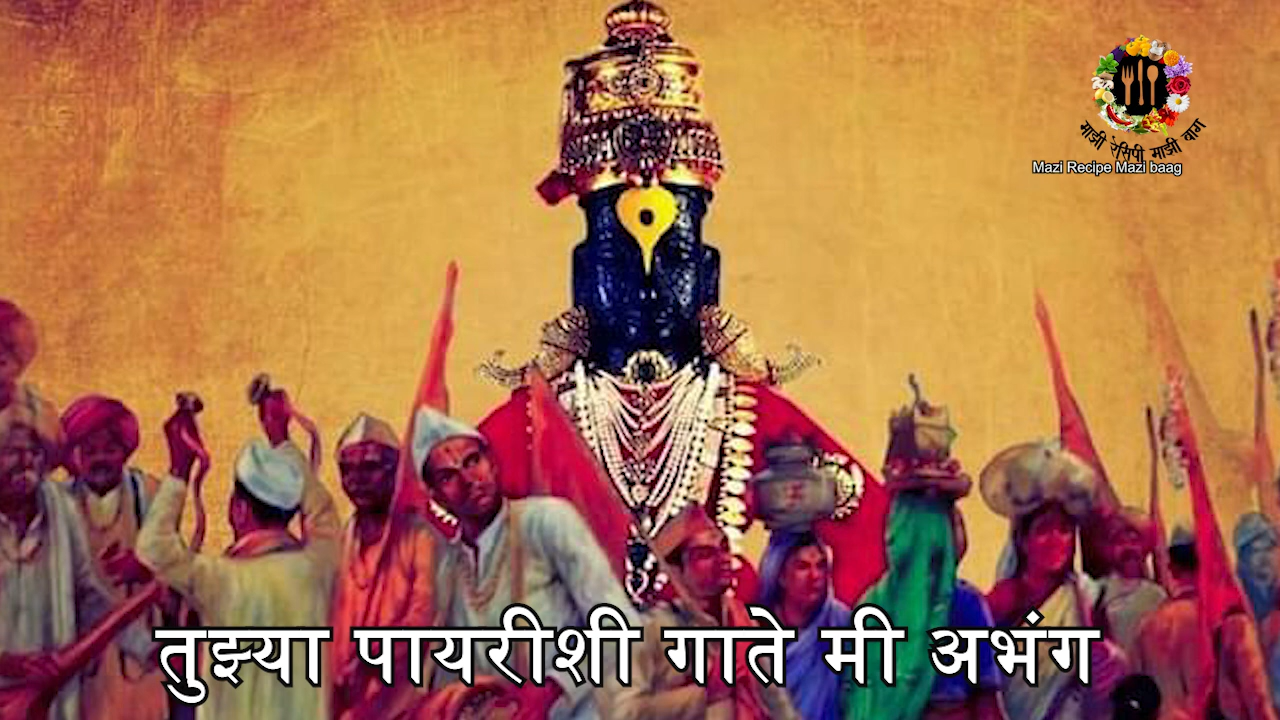 माझी रेसिपी माझी बाग
Mazi Recipe Mazi baag
तुझ्या पायरीशी गाते मी अभंग